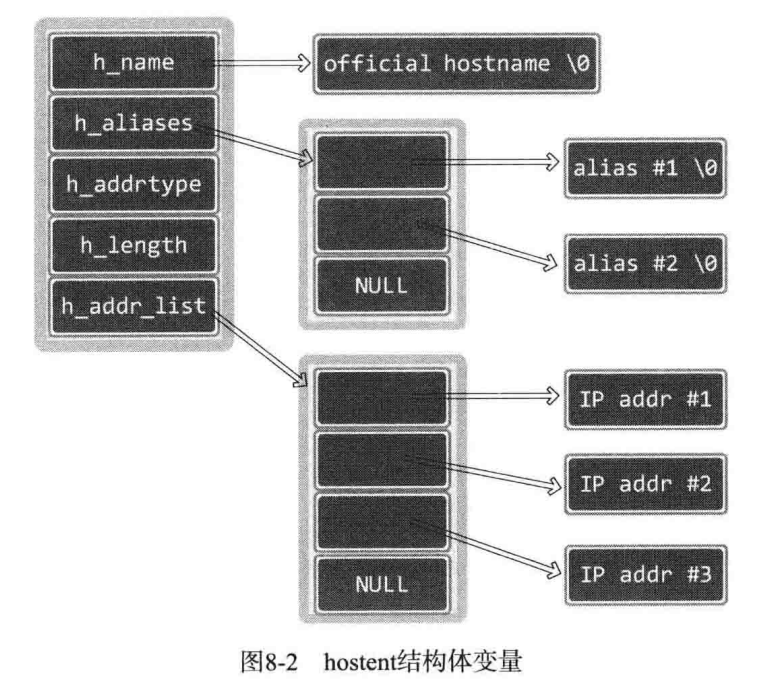 h_name
official hostname \0
h_aliases
alias #1 \0
h_addrtype
h_length
alias #2 \0
NULL
h_addr_list
IP addr #1
IP addr #2
IP addr #3
NULL
图8-2 hostent结构体变量